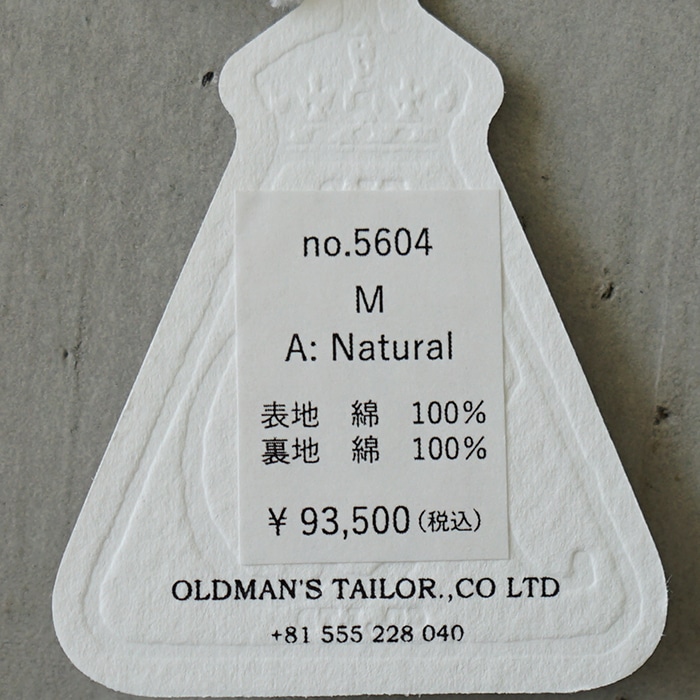 no.5604
M
A: Natural
表地 綿 100%
裏地 綿 100%
¥ 93,500(税込)
OLDMAN'S TAILOR.,CO LTD
+81 555 228 040